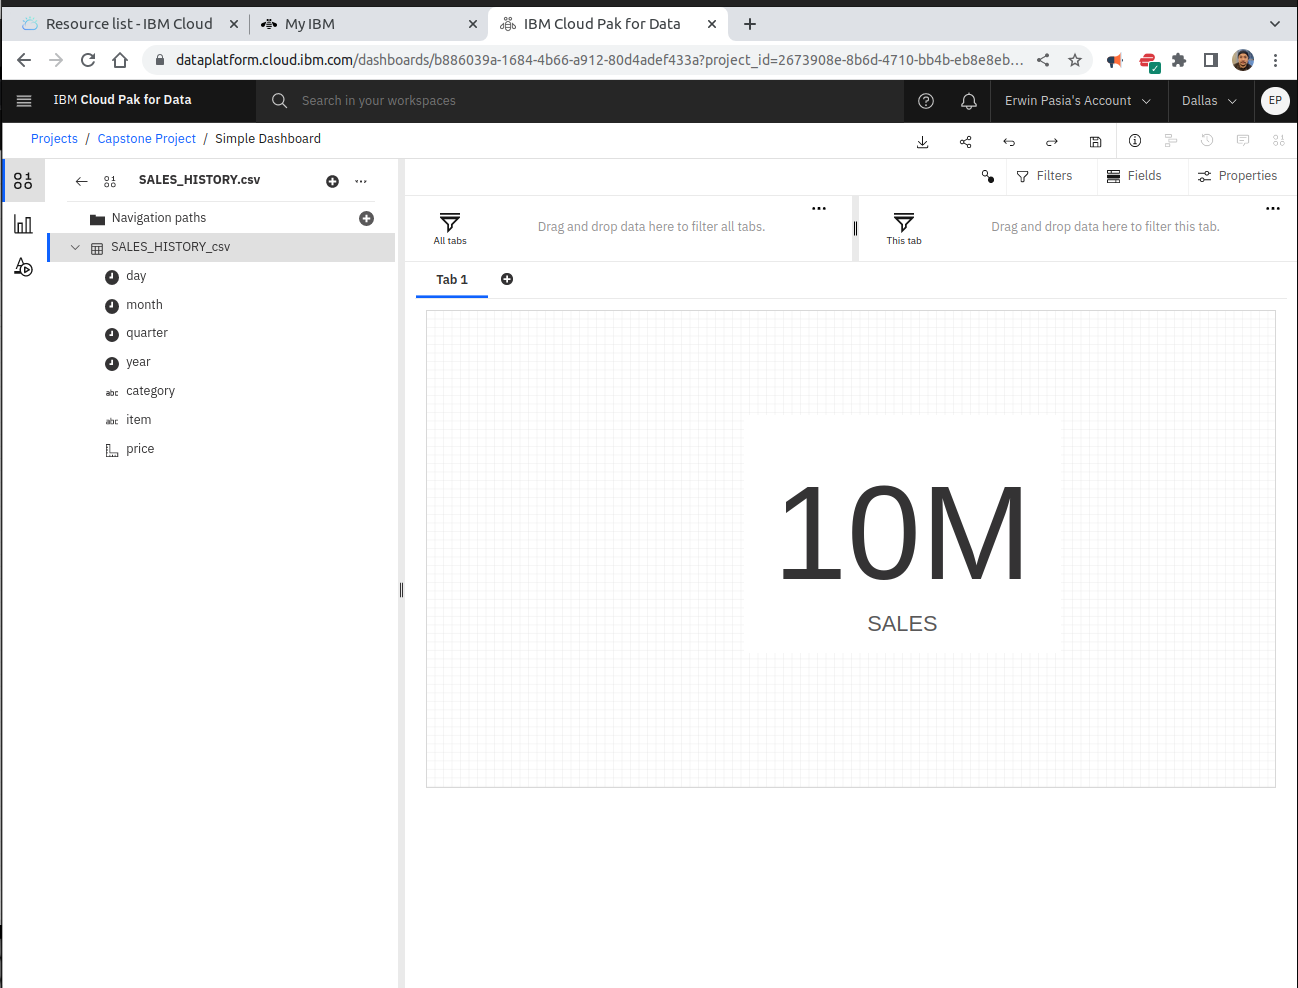 Resource list - IBM Cloud
My IBM
IBM Cloud Pak for Data
dataplatform.cloud.ibm.com/dashboards/b886039a-1684-4b66-a912-80d4adef433a?project_id=2673908e-8b6d-4710-bb4b-eb8e8eb...
IBM Cloud Pak for Data
Search in your workspaces
Erwin Pasia's Account
Dallas
EP
Projects / Capstone Project / Simple Dashboard
SALES_HISTORY.csv
Filters
Fields
Properties
Navigation paths
All tabs
Drag and drop data here to filter all tabs.
This tab
Drag and drop data here to filter this tab.
SALES_HISTORY_csv
day
month
quarter
year
abc category
abc item
price
Tab 1
10M
SALES